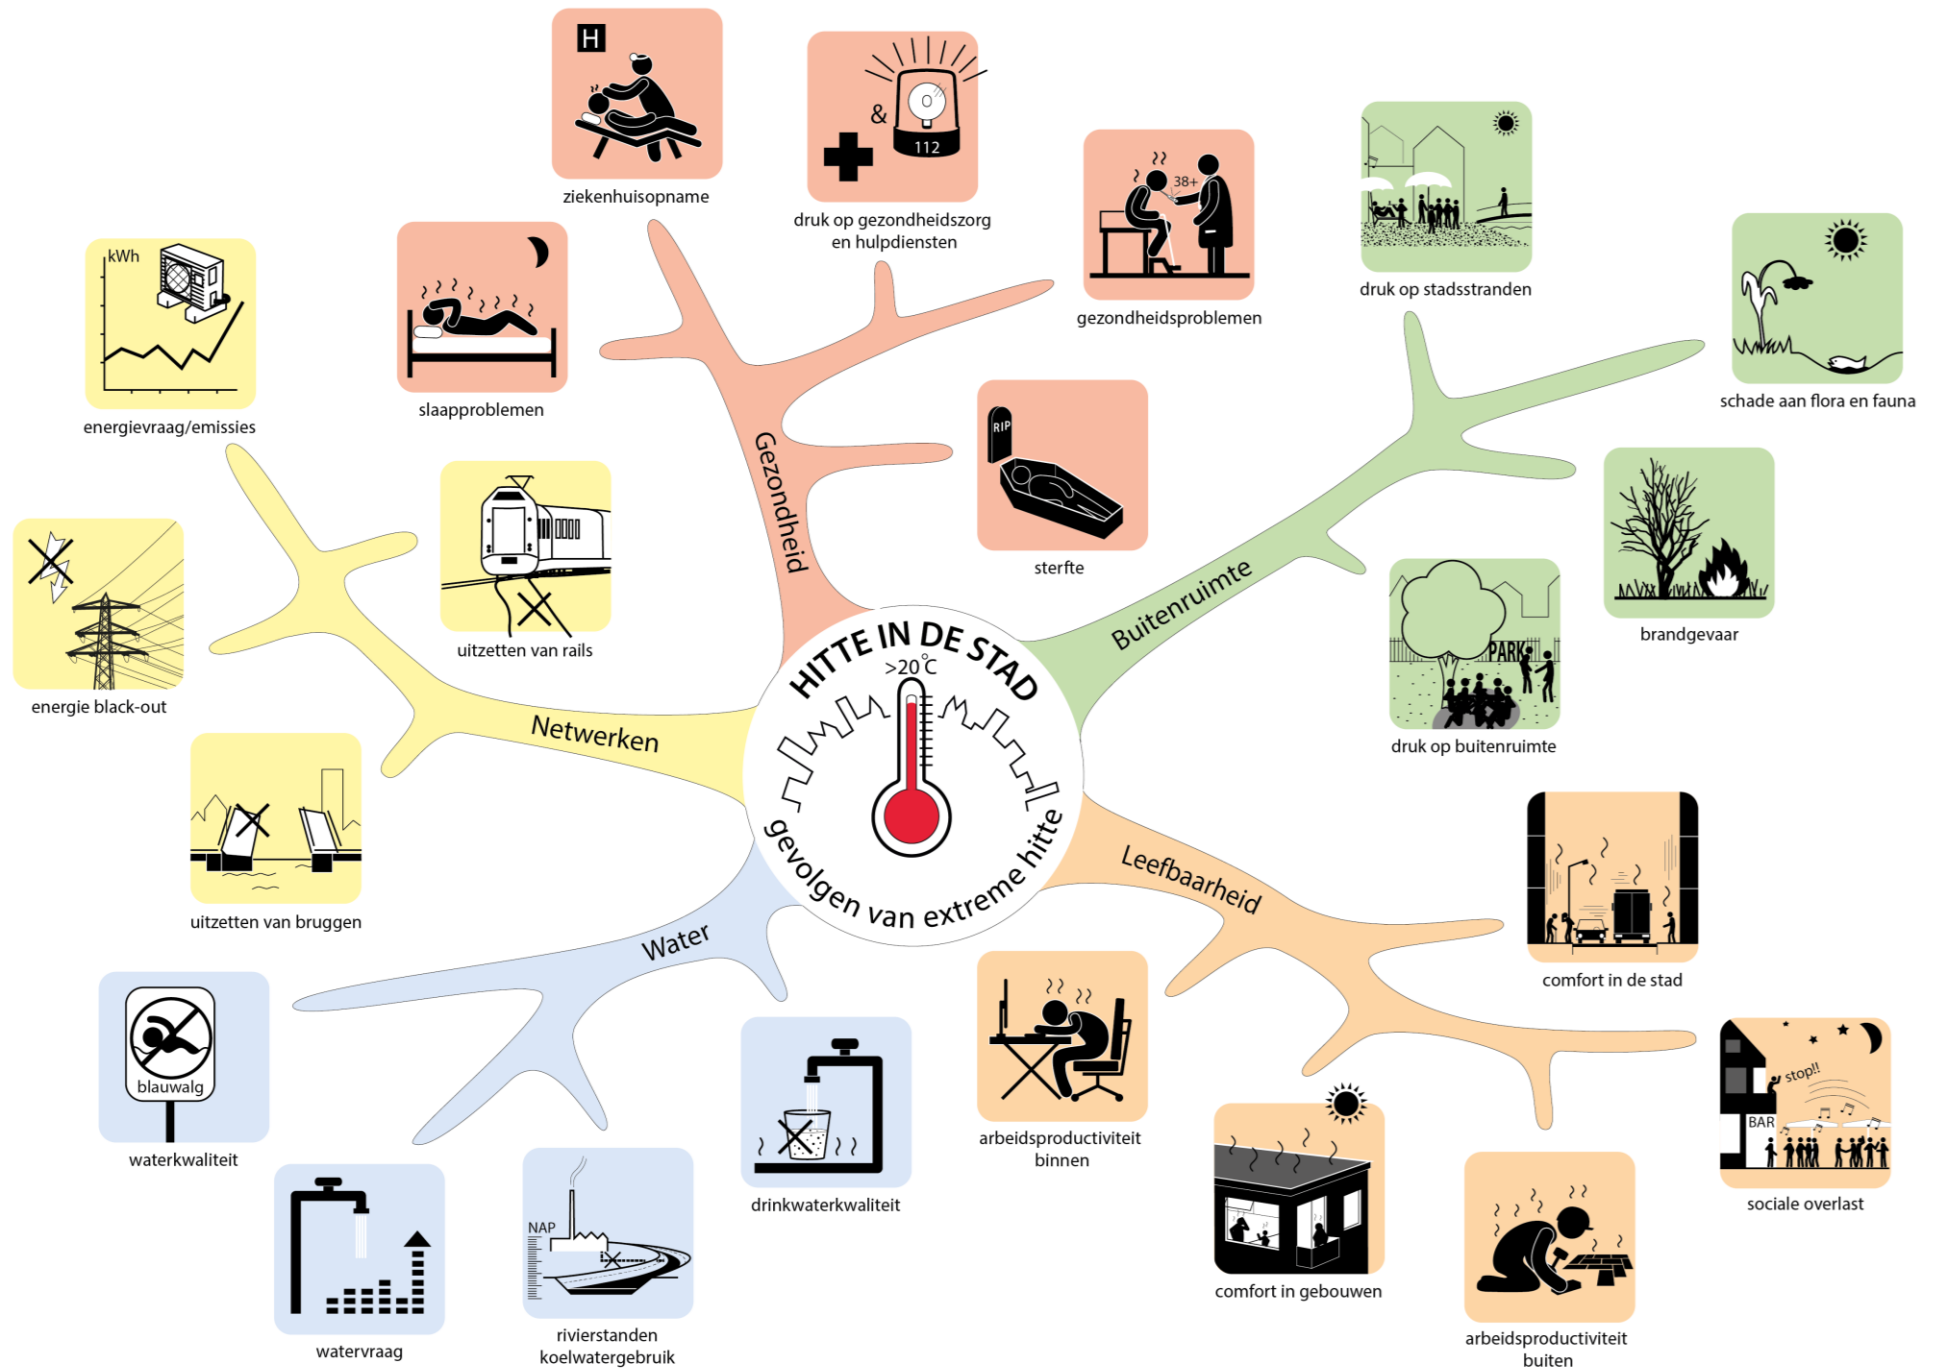 HITTE IN DE STAD
>20°C
gevolgen van extreme hitte
Gezondheid
H
ziekenhuisopname
&
112
druk op gezondheidszorg
en hulpdiensten
38+
gezondheidsproblemen
slaapproblemen
RIP
sterfte
Buitenruimte
druk op stadsstranden
schade aan flora en fauna
brandgevaar
PARK
druk op buitenruimte
Leefbaarheid
comfort in de stad
stop!!
BAR
sociale overlast
arbeidsproductiviteit
buiten
comfort in gebouwen
arbeidsproductiviteit
binnen
Water
drinkwaterkwaliteit
NAP
rivierstanden
koelwatergebruik
watervraag
blauwalg
waterkwaliteit
Netwerken
uitzetten van bruggen
energie black-out
uitzetten van rails
kWh
energievraag/emissies